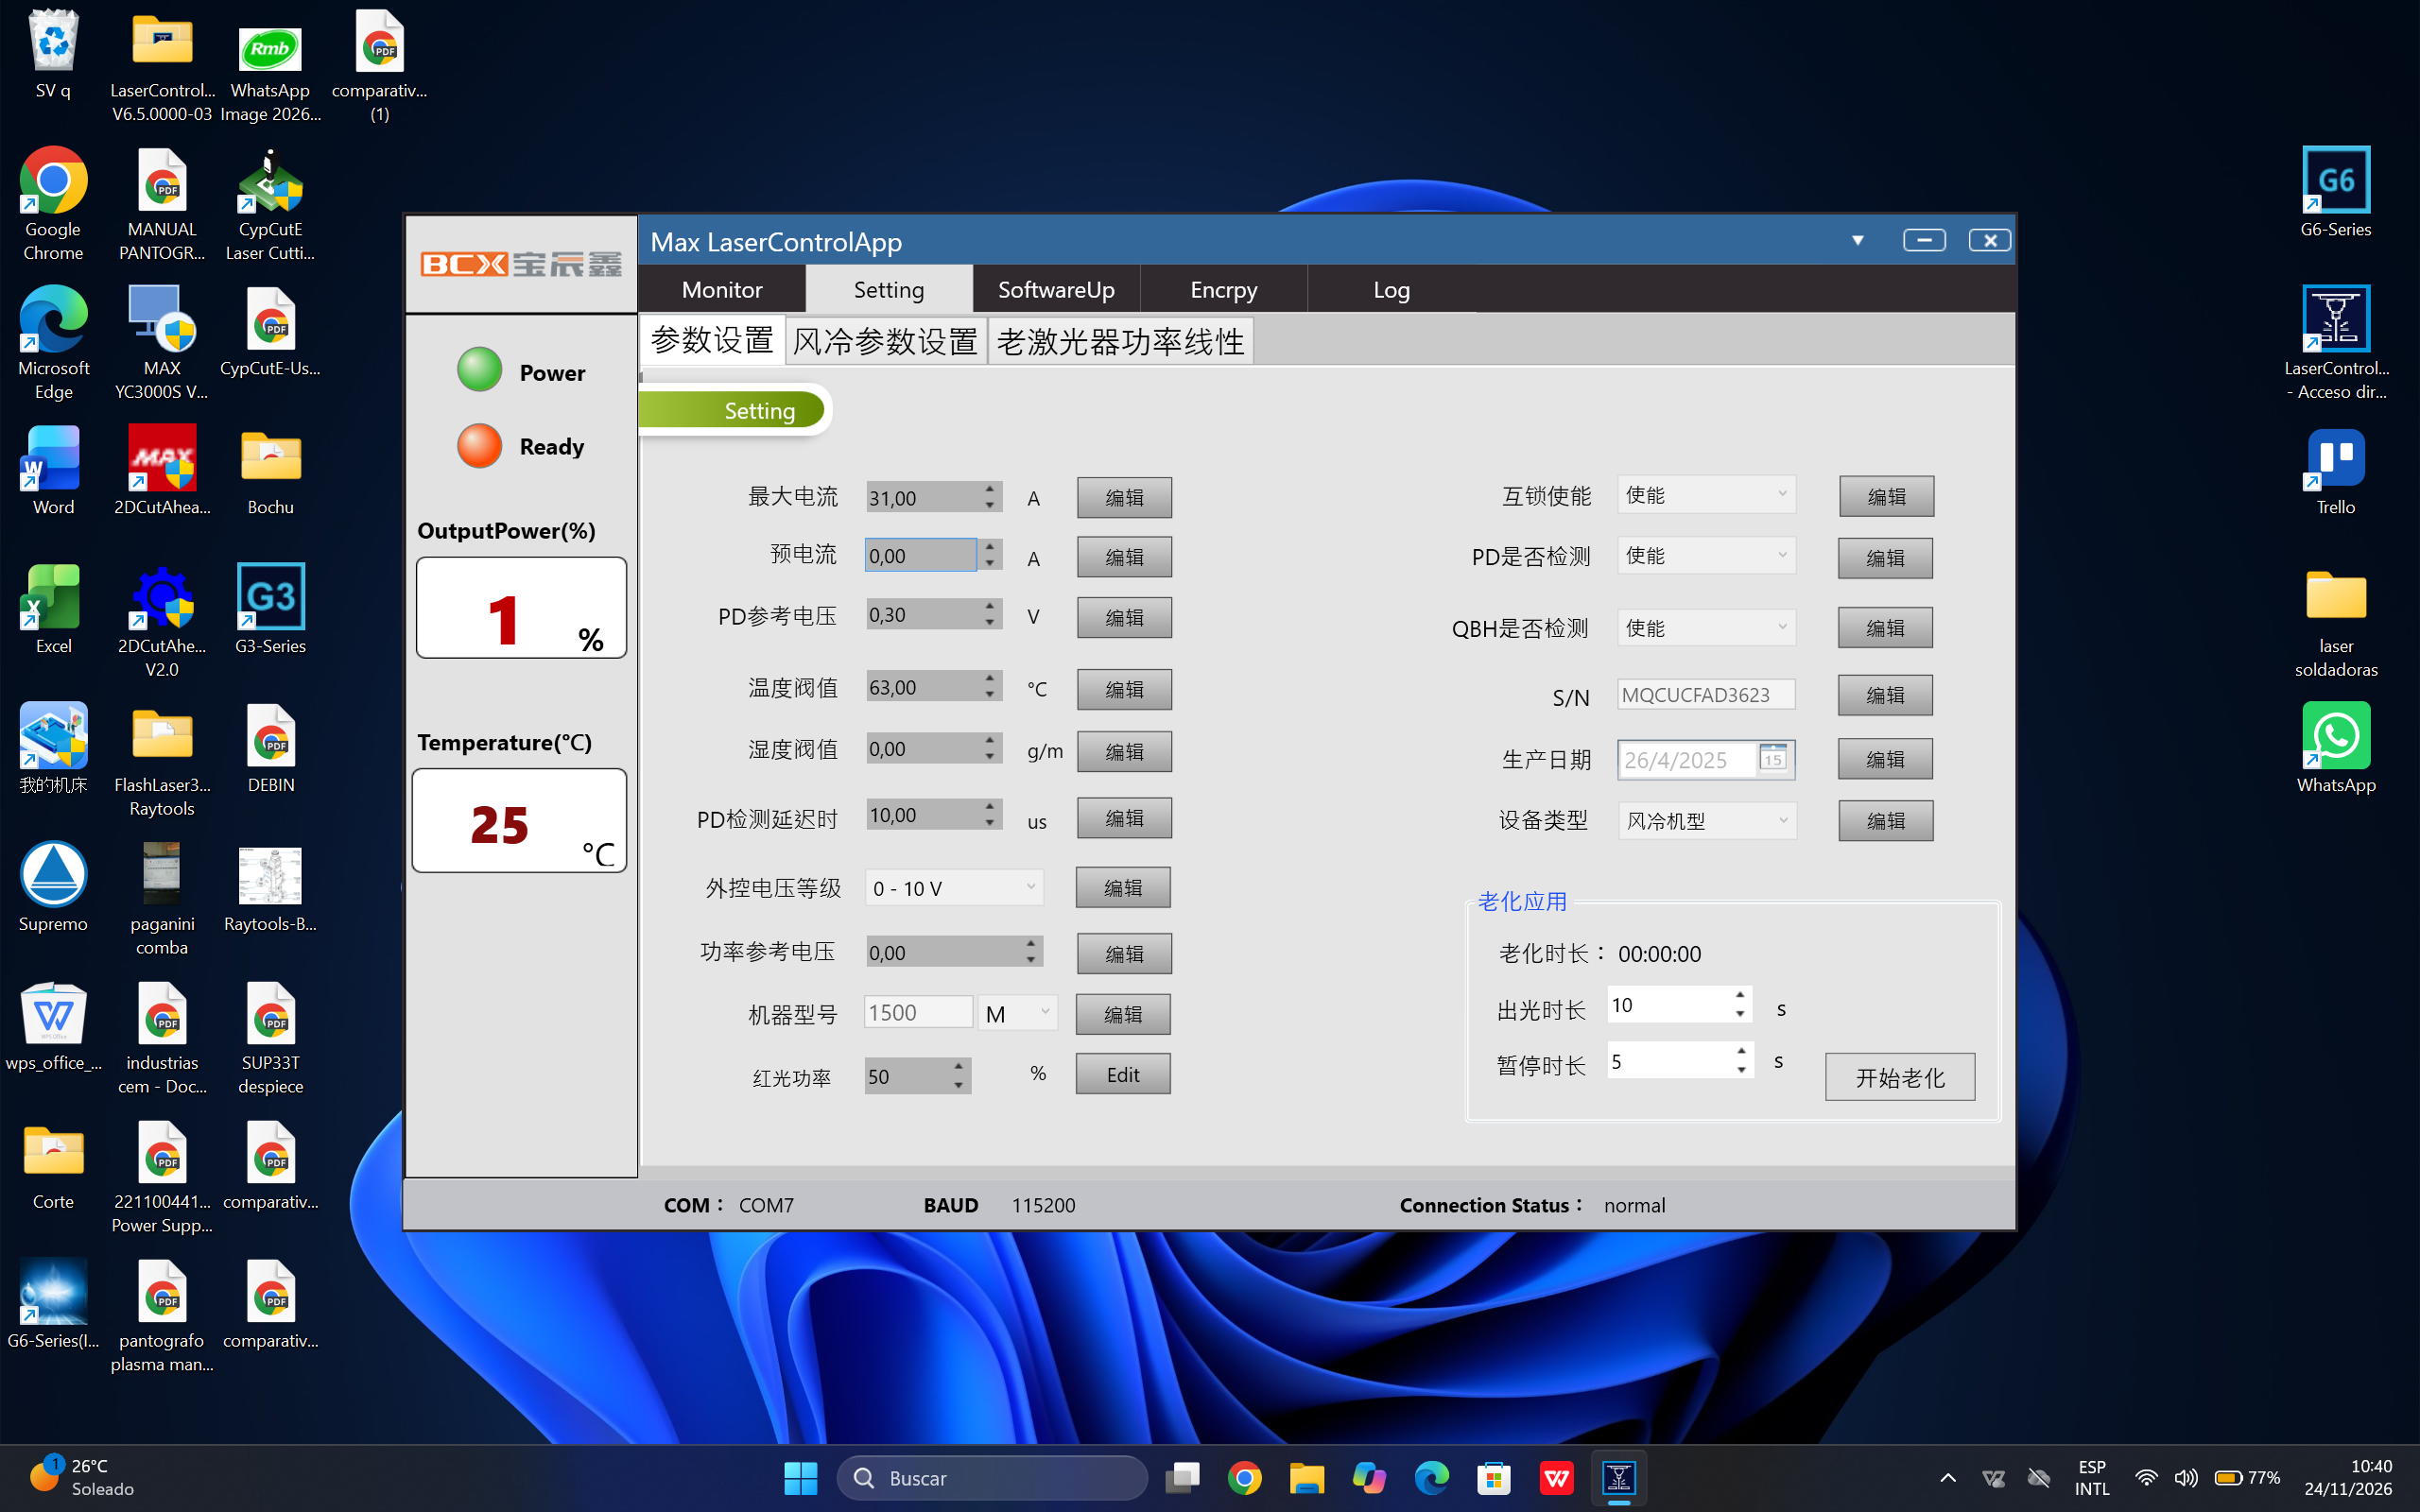 SV q
LaserControl...
V6.5.0000-03
Rmb
WhatsApp
Image 2026...
PDF
comparativ...
(1)
Google
Chrome
PDF
MANUAL
PANTOGR...
CypCutE
Laser Cutti...
Microsoft
Edge
MAX
YC3000S V...
PDF
CypCutE-Us...
W
Word
MAX
2DCutAhea...
Bochu
X
Excel
2DCutAhe...
V2.0
G3
G3-Series
我的机床
FlashLaser3...
Raytools
PDF
DEBIN
Supremo
paganini
comba
Raytools-B...
W
wps_office_...
PDF
industrias
cem - Doc...
PDF
SUP33T
despiece
Corte
PDF
221100441...
Power Supp...
PDF
comparativ...
G6-Series(I...
PDF
pantografo
plasma man...
PDF
comparativ...
G6
G6-Series
LaserControl...
- Acceso dir...
Trello
laser
soldadoras
WhatsApp
BCX宝辰鑫
Max LaserControlApp
Monitor
Setting
SoftwareUp
Encrpy
Log
参数设置
风冷参数设置
老激光器功率线性
Power
Ready
OutputPower(%)
1 %
Temperature(℃)
25 ℃
Setting
最大电流 31,00 A 编辑
预电流 0,00 A 编辑
PD参考电压 0,30 V 编辑
温度阀值 63,00 ℃ 编辑
湿度阀值 0,00 g/m 编辑
PD检测延迟时 10,00 us 编辑
外控电压等级 0 - 10 V 编辑
功率参考电压 0,00 编辑
机器型号 1500 M 编辑
红光功率 50 % Edit
互锁使能 使能 编辑
PD是否检测 使能 编辑
QBH是否检测 使能 编辑
S/N MQCUCFAD3623 编辑
生产日期 26/4/2025 15 编辑
设备类型 风冷机型 编辑
老化应用
老化时长： 00:00:00
出光时长 10 s
暂停时长 5 s
开始老化
COM： COM7 BAUD 115200 Connection Status： normal
1
26°C
Soleado
Buscar
W
ESP
INTL
77%
10:40
24/11/2026